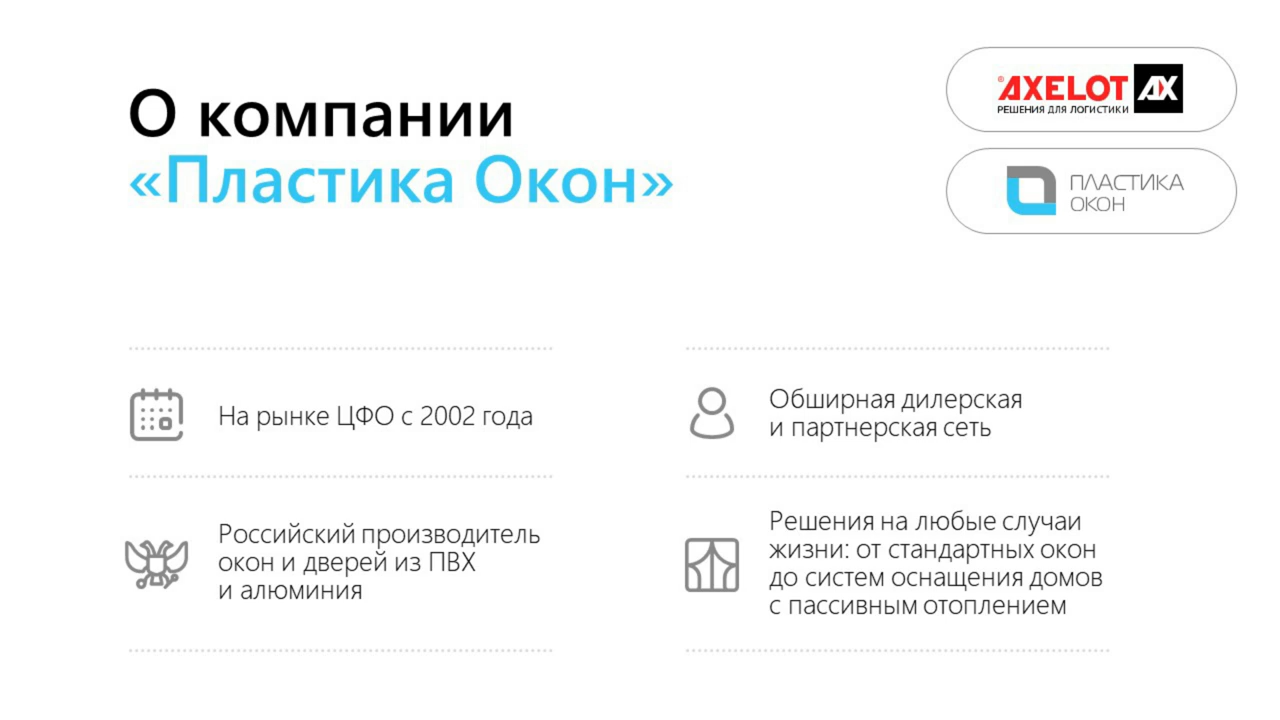 О компании
«Пластика Окон»
®AXELOT AX
РЕШЕНИЯ ДЛЯ ЛОГИСТИКИ
ПЛАСТИКА
ОКОН
На рынке ЦФО с 2002 года
Обширная дилерская
и партнерская сеть
Российский производитель
окон и дверей из ПВХ
и алюминия
Решения на любые случаи
жизни: от стандартных окон
до систем оснащения домов
с пассивным отоплением